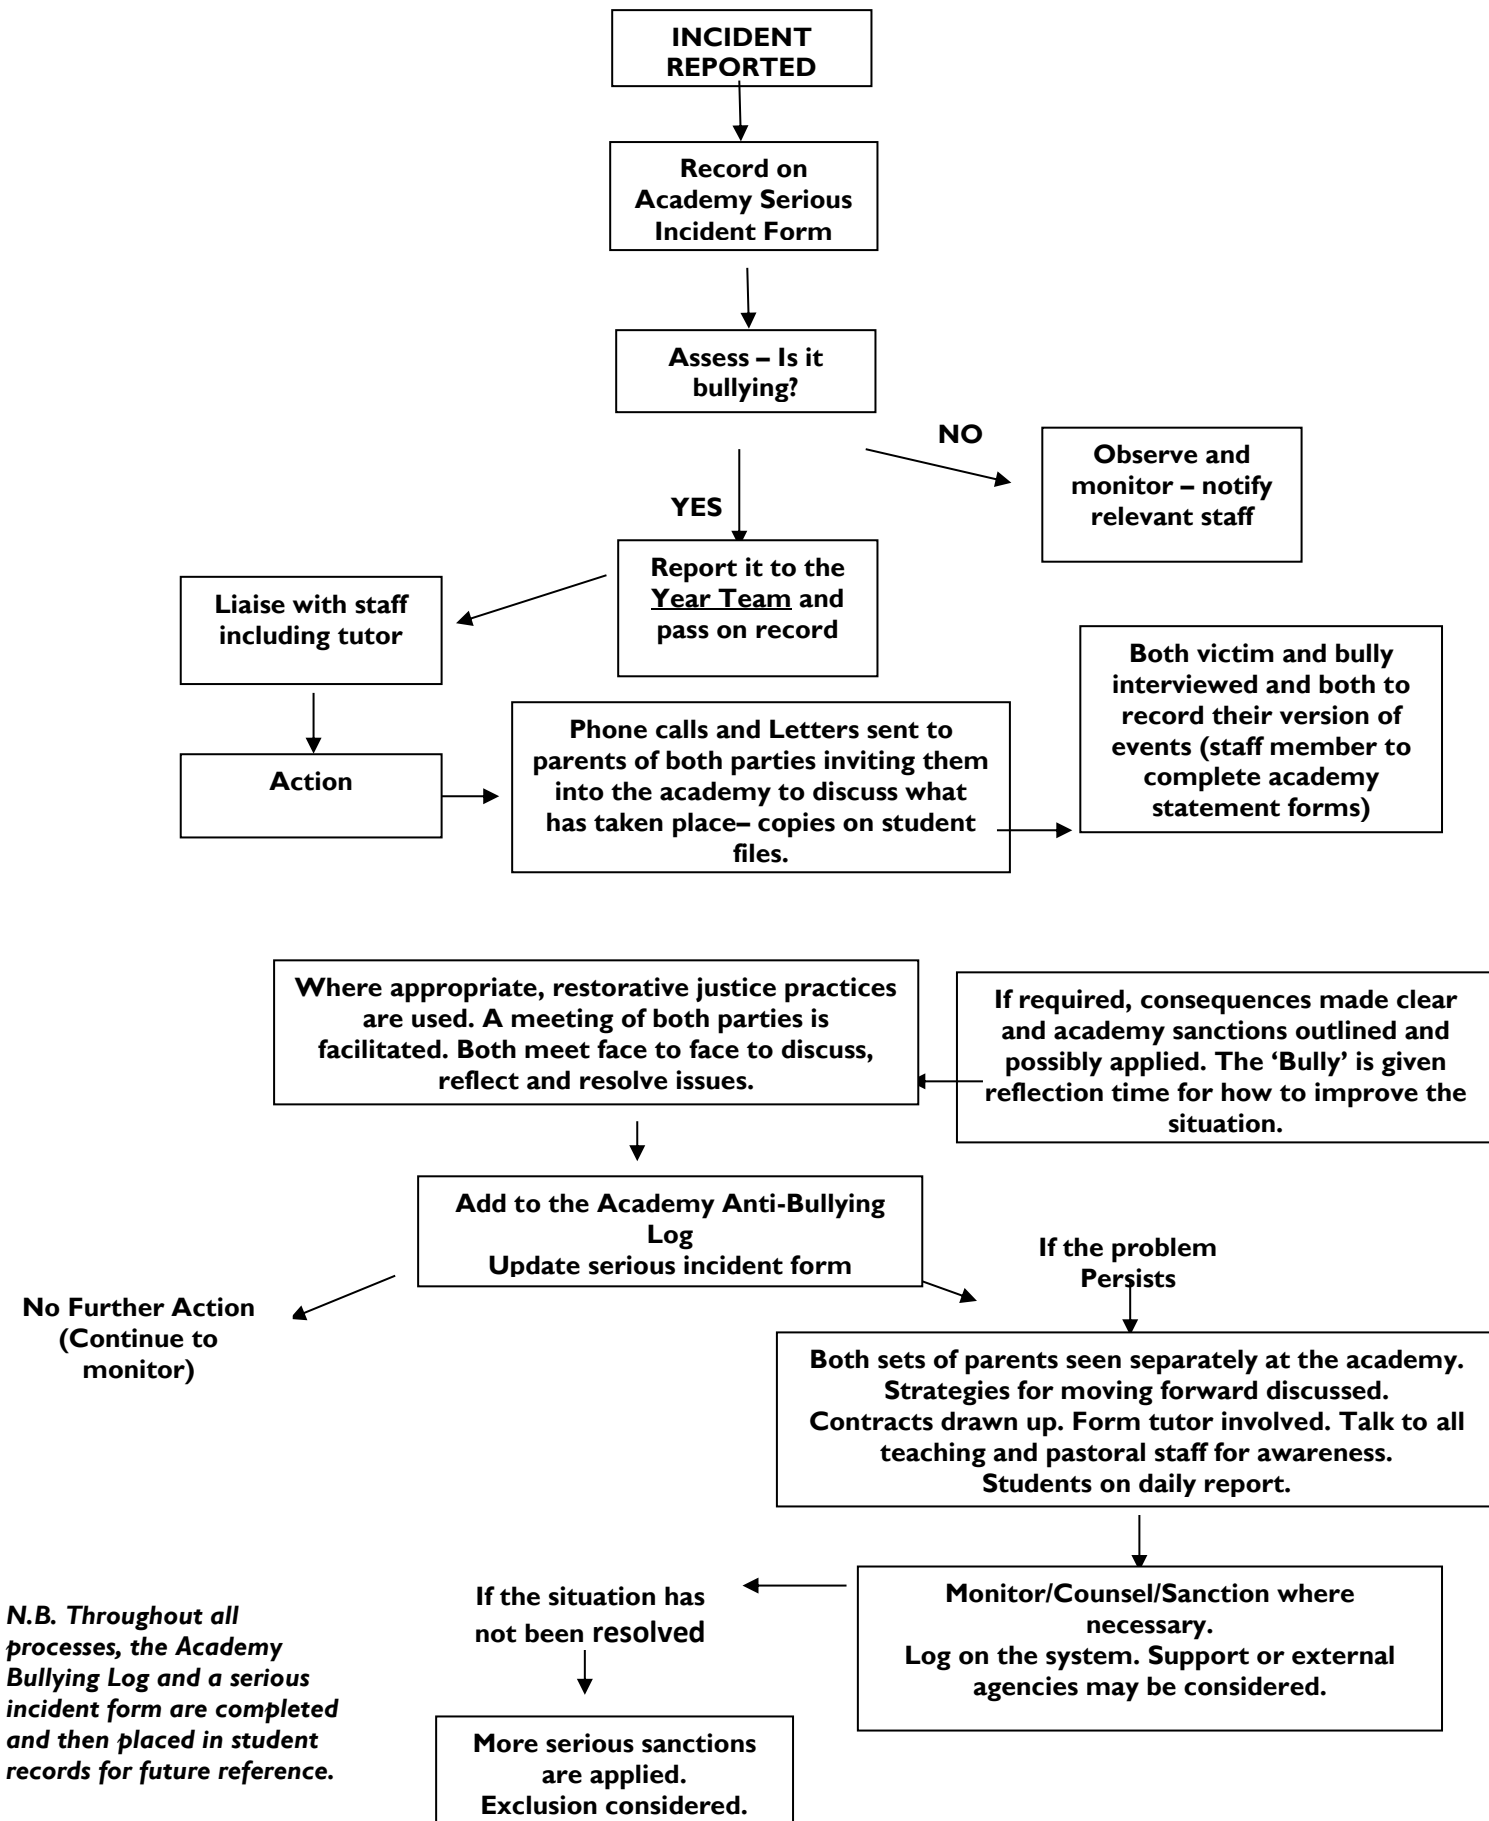 INCIDENT
REPORTED
Record on
Academy Serious
Incident Form
Assess – Is it
bullying?
NO
Observe and
monitor – notify
relevant staff
YES
Report it to the
Year Team and
pass on record
Liaise with staff
including tutor
Action
Phone calls and Letters sent to
parents of both parties inviting them
into the academy to discuss what
has taken place– copies on student
files.
Both victim and bully
interviewed and both to
record their version of
events (staff member to
complete academy
statement forms)
If required, consequences made clear
and academy sanctions outlined and
possibly applied. The ‘Bully’ is given
reflection time for how to improve the
situation.
Where appropriate, restorative justice practices
are used. A meeting of both parties is
facilitated. Both meet face to face to discuss,
reflect and resolve issues.
Add to the Academy Anti-Bullying
Log
Update serious incident form
No Further Action
(Continue to
monitor)
If the problem
Persists
Both sets of parents seen separately at the academy.
Strategies for moving forward discussed.
Contracts drawn up. Form tutor involved. Talk to all
teaching and pastoral staff for awareness.
Students on daily report.
Monitor/Counsel/Sanction where
necessary.
Log on the system. Support or external
agencies may be considered.
If the situation has
not been resolved
More serious sanctions
are applied.
Exclusion considered.
N.B. Throughout all
processes, the Academy
Bullying Log and a serious
incident form are completed
and then placed in student
records for future reference.